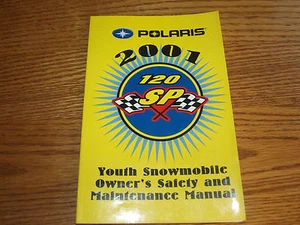 POLARIS
2001
120
SP
Youth Snowmobile
Owner's Safety and
Maintenance Manual